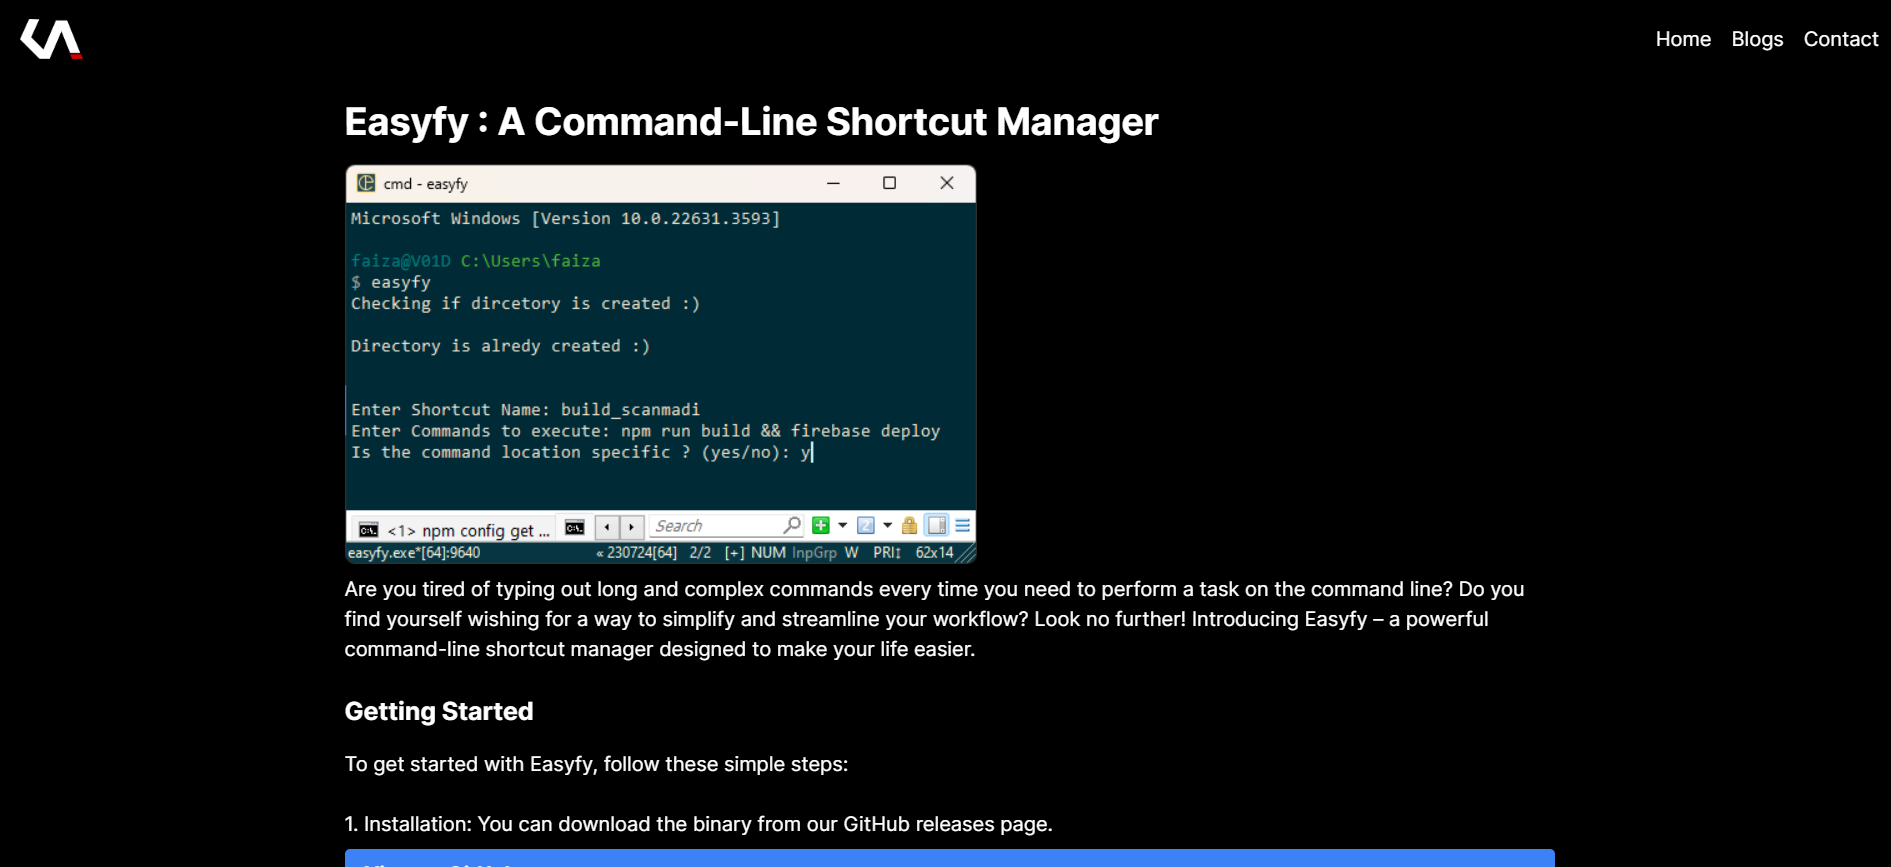 Home Blogs Contact
Easyfy : A Command-Line Shortcut Manager
cmd - easyfy
Microsoft Windows [Version 10.0.22631.3593]
faiza@V01D C:\Users\faiza
$ easyfy
Checking if dircetory is created :)
Directory is alredy created :)
Enter Shortcut Name: build_scanmadi
Enter Commands to execute: npm run build && firebase deploy
Is the command location specific ? (yes/no): y
<1> npm config get ... Search
easyfy.exe*[64]:9640 « 230724[64] 2/2 [+] NUM InpGrp W PRI↕ 62x14
Are you tired of typing out long and complex commands every time you need to perform a task on the command line? Do you
find yourself wishing for a way to simplify and streamline your workflow? Look no further! Introducing Easyfy – a powerful
command-line shortcut manager designed to make your life easier.
Getting Started
To get started with Easyfy, follow these simple steps:
1. Installation: You can download the binary from our GitHub releases page.